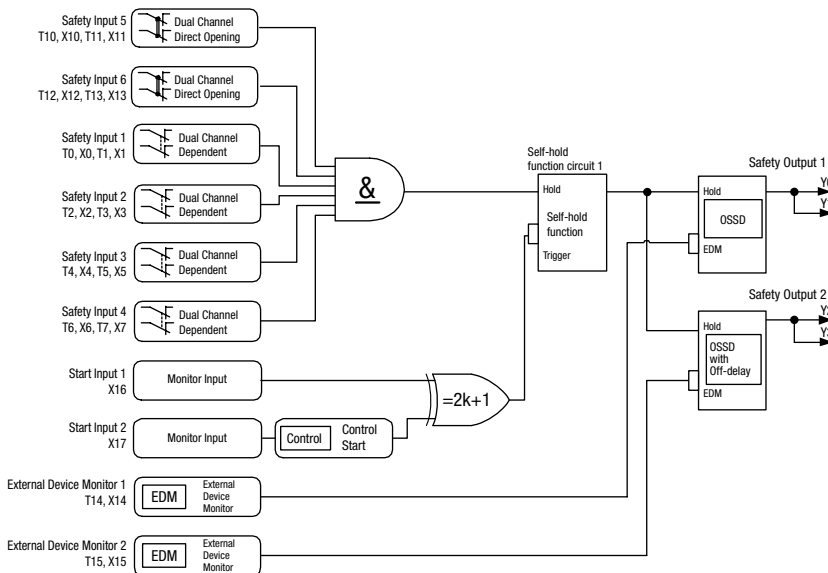 Safety Input 5
T10, X10, T11, X11
Dual Channel
Direct Opening
Safety Input 6
T12, X12, T13, X13
Dual Channel
Direct Opening
Safety Input 1
T0, X0, T1, X1
Dual Channel
Dependent
Safety Input 2
T2, X2, T3, X3
Dual Channel
Dependent
Safety Input 3
T4, X4, T5, X5
Dual Channel
Dependent
Safety Input 4
T6, X6, T7, X7
Dual Channel
Dependent
&
Start Input 1
X16
Monitor Input
Start Input 2
X17
Monitor Input
Control
Control
Start
=2k+1
External Device Monitor 1
T14, X14
EDM
External
Device
Monitor
External Device Monitor 2
T15, X15
EDM
External
Device
Monitor
Self-hold
function circuit 1
Hold
Self-hold
function
Trigger
Safety Output 1
Hold
OSSD
EDM
Safety Output 2
Hold
OSSD
with
Off-delay
EDM